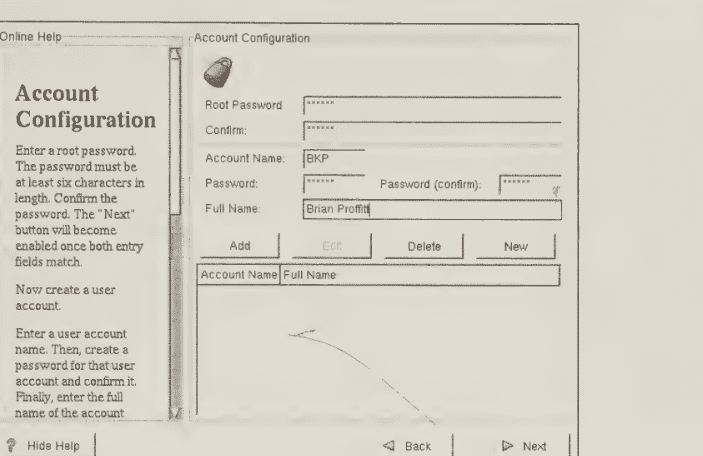 Online Help
Account
Configuration
Enter a root password.
The password must be
at least six characters in
length. Confirm the
password. The "Next"
button will become
enabled once both entry
fields match.
Now create a user
account.
Enter a user account
name. Then, create a
password for that user
account and confirm it.
Finally, enter the full
name of the account
Hide Help
Account Configuration
Root Password ******
Confirm: ******
Account Name: BKP
Password: ****** Password (confirm): ******
Full Name: Brian Proffitt
Add Edit Delete New
Account Name Full Name
Back Next